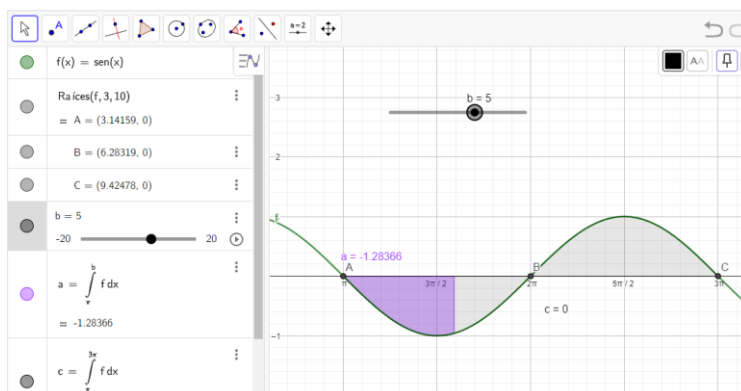 a=2
f(x) = sen(x)
Raíces(f, 3, 10)
= A = (3.14159, 0)
B = (6.28319, 0)
C = (9.42478, 0)
b = 5
-20
20
b
a = ∫ f dx
π
= -1.28366
3π
c = ∫ f dx
π
AA
3
2
-1
f
b = 5
a = -1.28366
A
B
C
π
3π / 2
2π
5π / 2
3π
c = 0